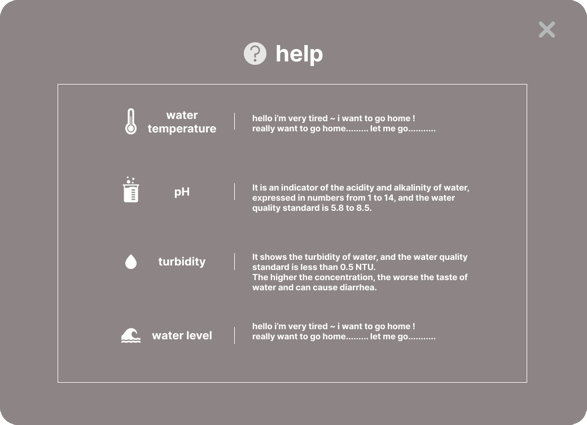 ? help
water
temperature
hello i'm very tired ~ i want to go home !
really want to go home......... let me go...........
pH
It is an indicator of the acidity and alkalinity of water,
expressed in numbers from 1 to 14, and the water
quality standard is 5.8 to 8.5.
turbidity
It shows the turbidity of water, and the water quality
standard is less than 0.5 NTU.
The higher the concentration, the worse the taste of
water and can cause diarrhea.
water level
hello i'm very tired ~ i want to go home !
really want to go home......... let me go...........